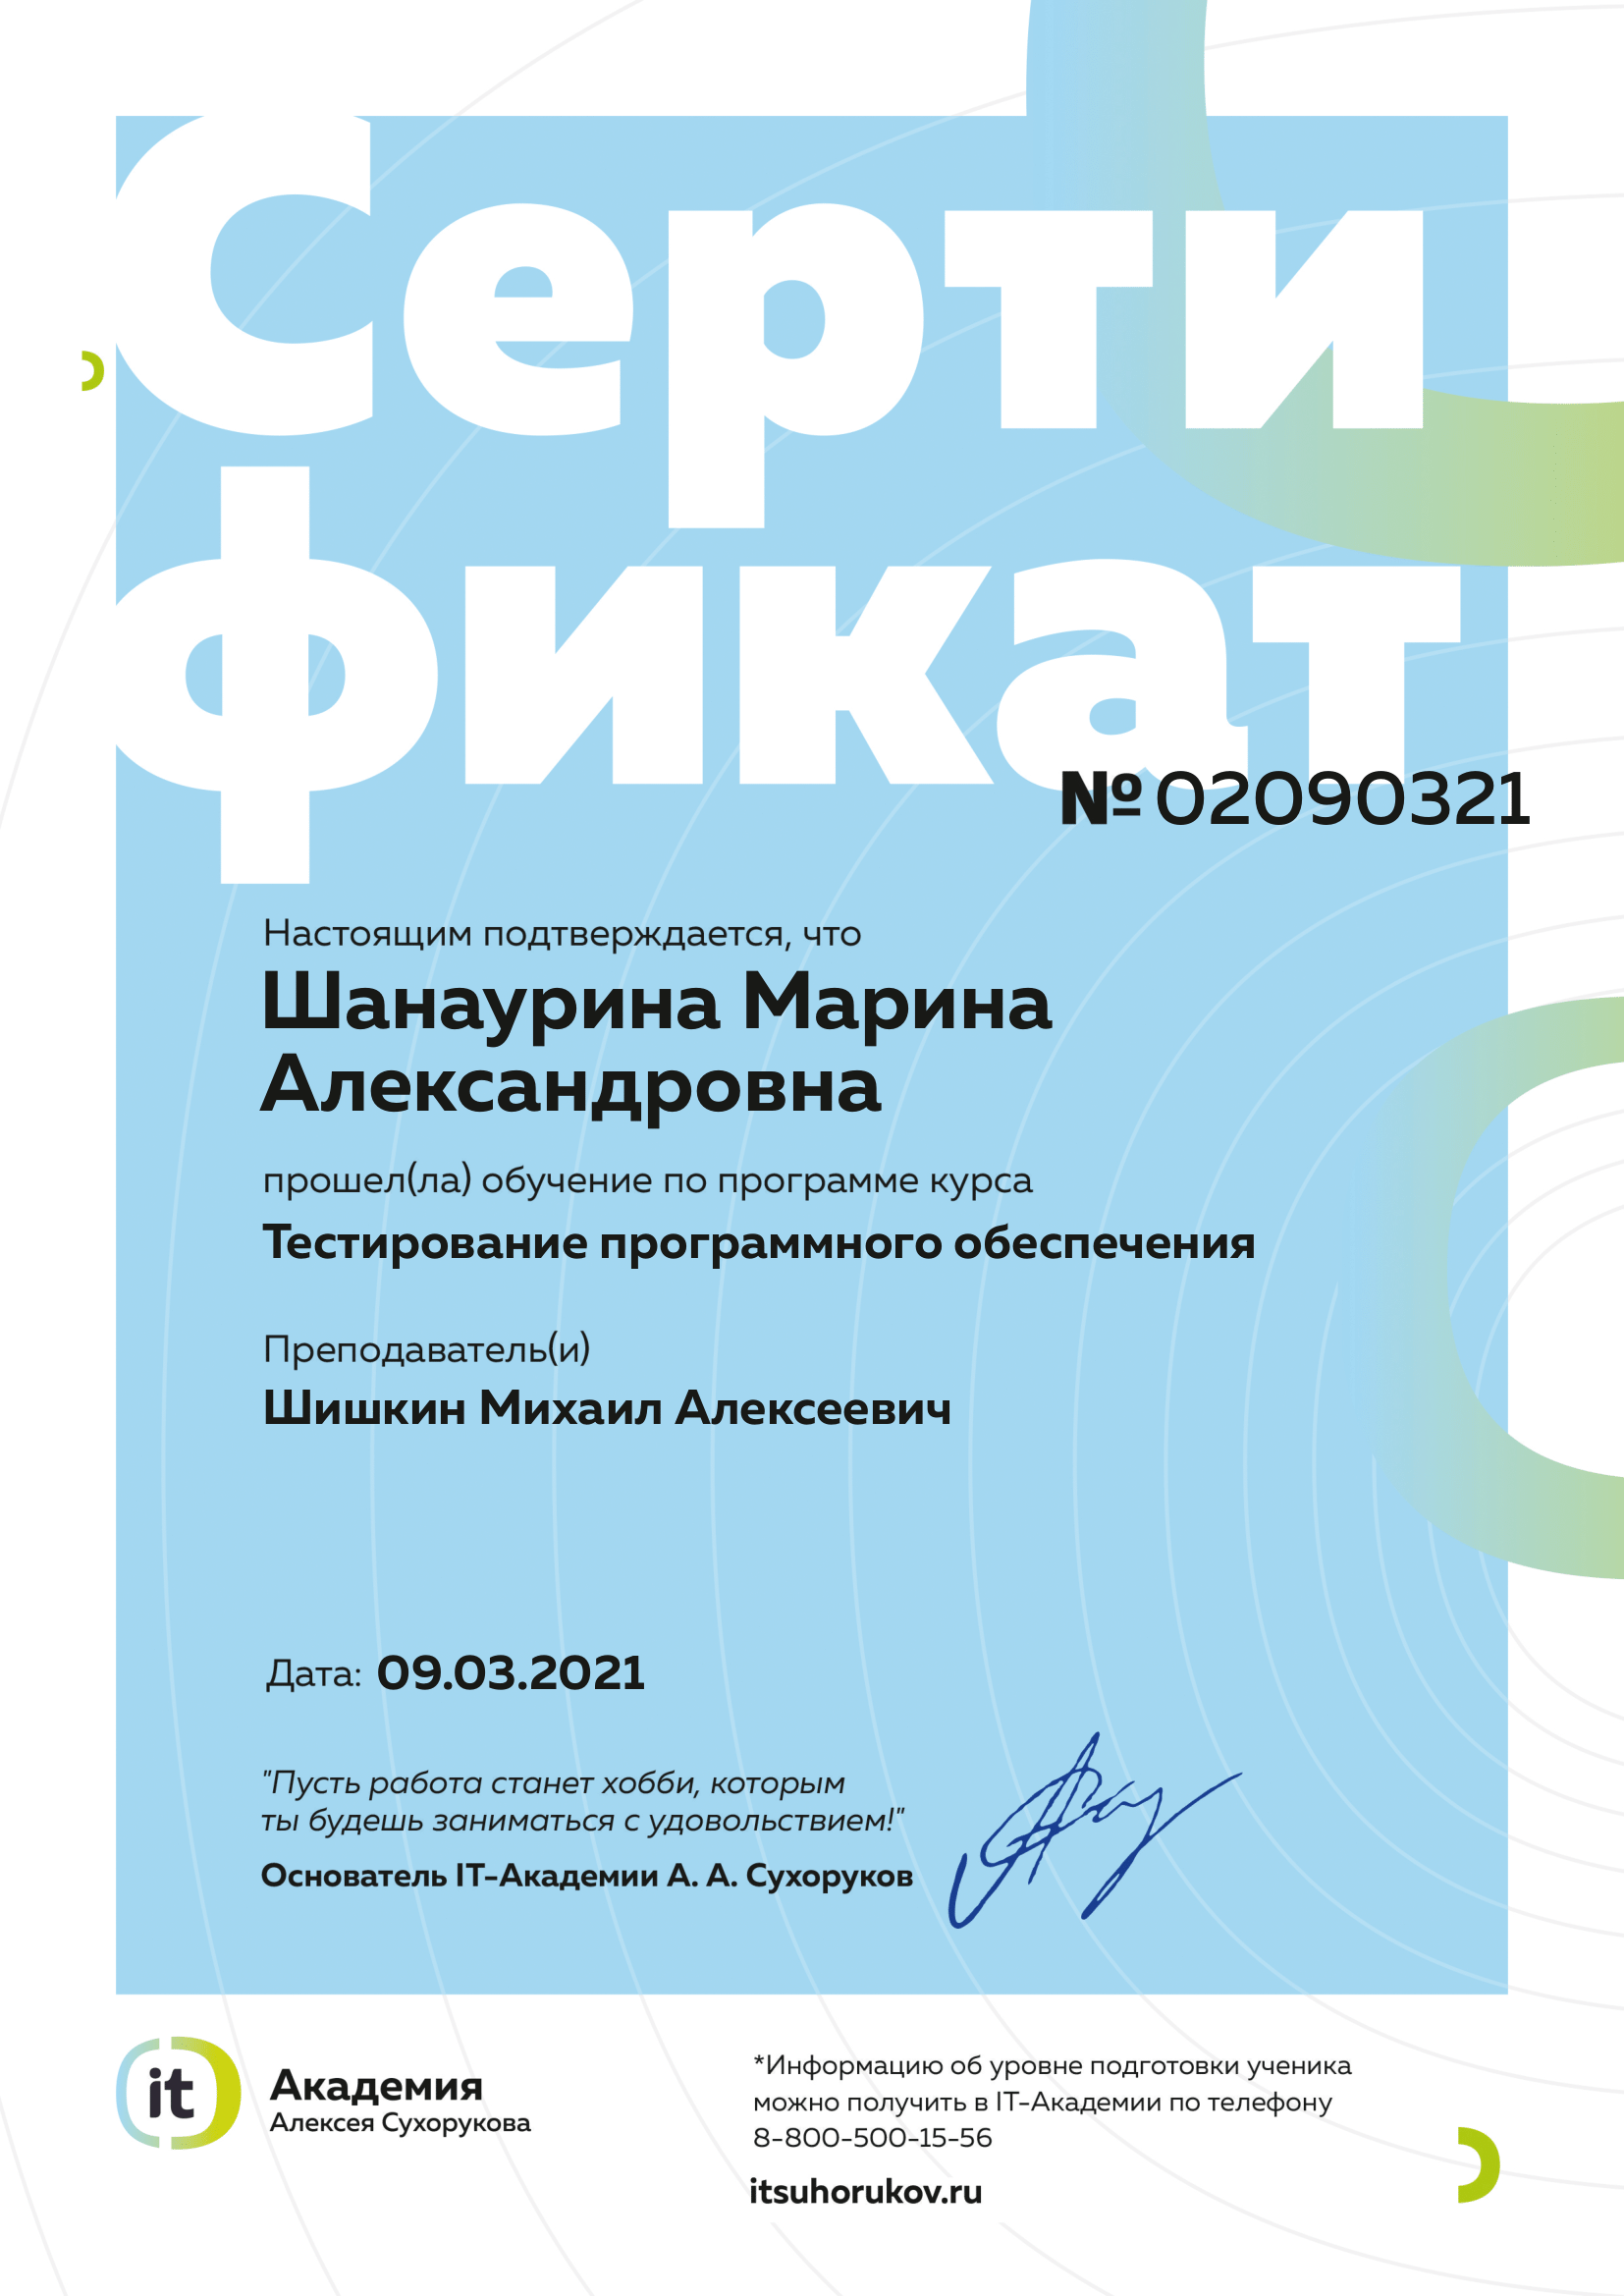 Серти
фикат
№ 02090321
Настоящим подтверждается, что
Шанаурина Марина
Александровна
прошел(ла) обучение по программе курса
Тестирование программного обеспечения
Преподаватель(и)
Шишкин Михаил Алексеевич
Дата: 09.03.2021
"Пусть работа станет хобби, которым
ты будешь заниматься с удовольствием!"
Основатель IT-Академии А. А. Сухоруков
it
Академия
Алексея Сухорукова
*Информацию об уровне подготовки ученика
можно получить в IT-Академии по телефону
8-800-500-15-56
itsuhorukov.ru